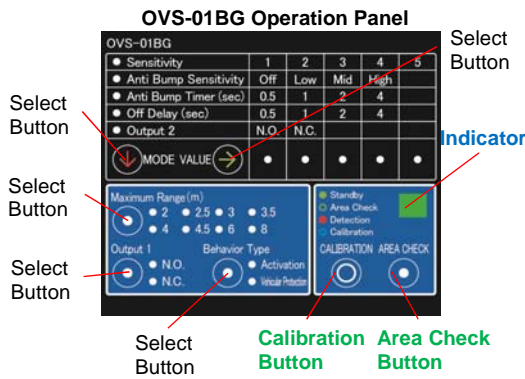 OVS-01BG Operation Panel
OVS-01BG
Sensitivity 1 2 3 4 5
Anti Bump Sensitivity Off Low Mid High
Anti Bump Timer (sec) 0.5 1 2 4
Off Delay (sec) 0.5 1 2 4
Output 2 N.O. N.C.
MODE VALUE
Select
Button
Select
Button
Indicator
Select
Button
Maximum Range(m)
2 2.5 3 3.5
4 4.5 6 8
Standby
Area Check
Detection
Calibration
Output 1 Behavior Type
N.O. Activation
N.C. Vehicular Protection
CALIBRATION AREA CHECK
Select
Button
Select
Button
Calibration
Button
Area Check
Button